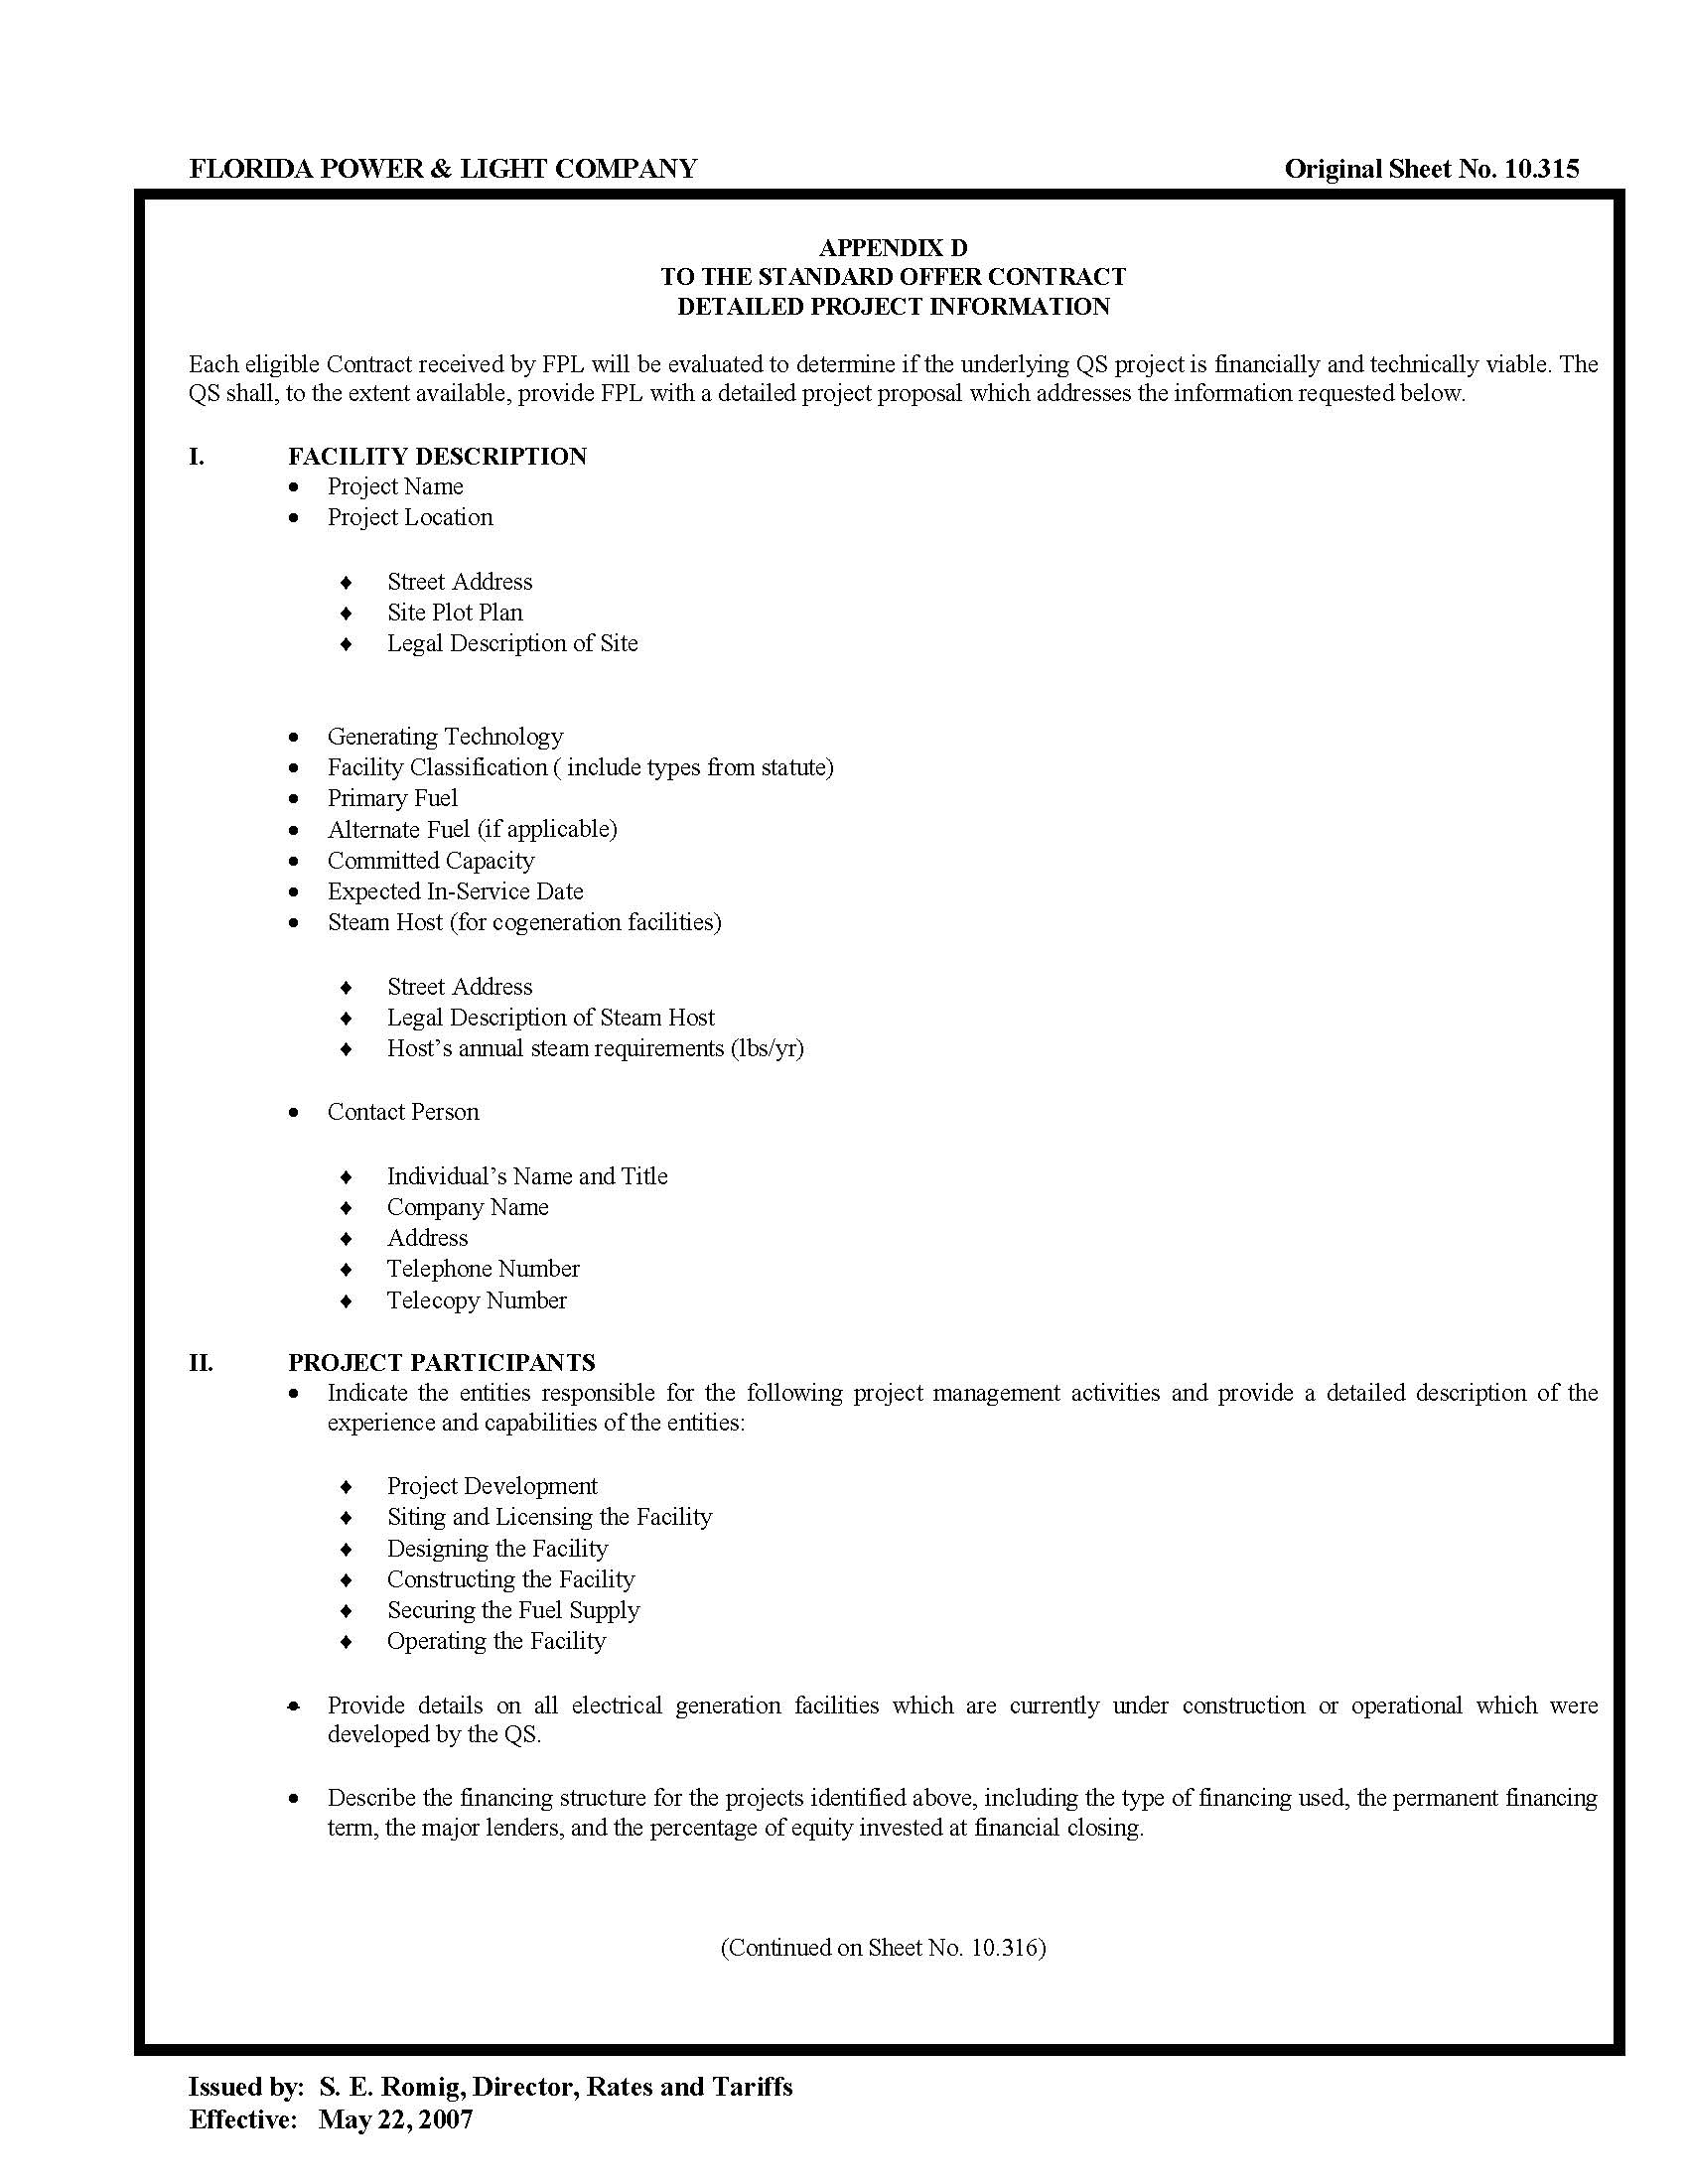 FLORIDA POWER & LIGHT COMPANY Original Sheet No. 10.315
APPENDIX D
TO THE STANDARD OFFER CONTRACT
DETAILED PROJECT INFORMATION
Each eligible Contract received by FPL will be evaluated to determine if the underlying QS project is financially and technically viable. The
QS shall, to the extent available, provide FPL with a detailed project proposal which addresses the information requested below.
I. FACILITY DESCRIPTION
• Project Name
• Project Location
♦ Street Address
♦ Site Plot Plan
♦ Legal Description of Site
• Generating Technology
• Facility Classification ( include types from statute)
• Primary Fuel
• Alternate Fuel (if applicable)
• Committed Capacity
• Expected In-Service Date
• Steam Host (for cogeneration facilities)
♦ Street Address
♦ Legal Description of Steam Host
♦ Host’s annual steam requirements (lbs/yr)
• Contact Person
♦ Individual’s Name and Title
♦ Company Name
♦ Address
♦ Telephone Number
♦ Telecopy Number
II. PROJECT PARTICIPANTS
• Indicate the entities responsible for the following project management activities and provide a detailed description of the
experience and capabilities of the entities:
♦ Project Development
♦ Siting and Licensing the Facility
♦ Designing the Facility
♦ Constructing the Facility
♦ Securing the Fuel Supply
♦ Operating the Facility
• Provide details on all electrical generation facilities which are currently under construction or operational which were
developed by the QS.
• Describe the financing structure for the projects identified above, including the type of financing used, the permanent financing
term, the major lenders, and the percentage of equity invested at financial closing.
(Continued on Sheet No. 10.316)
Issued by: S. E. Romig, Director, Rates and Tariffs
Effective: May 22, 2007